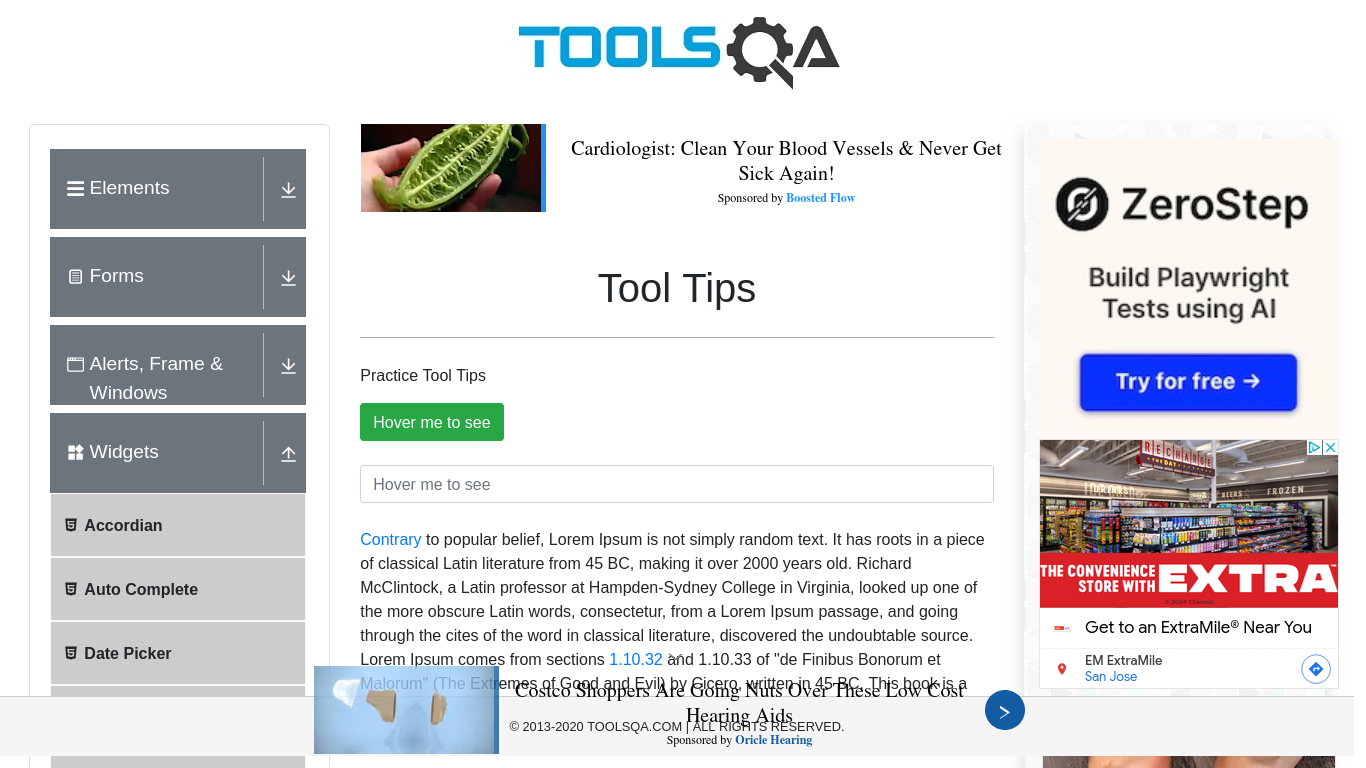 TOOLSQA
Elements
Forms
Alerts, Frame &
Windows
Widgets
Accordian
Auto Complete
Date Picker
Cardiologist: Clean Your Blood Vessels & Never Get
Sick Again!
Sponsored by Boosted Flow
Tool Tips
Practice Tool Tips
Hover me to see
Hover me to see
Contrary to popular belief, Lorem Ipsum is not simply random text. It has roots in a piece
of classical Latin literature from 45 BC, making it over 2000 years old. Richard
McClintock, a Latin professor at Hampden-Sydney College in Virginia, looked up one of
the more obscure Latin words, consectetur, from a Lorem Ipsum passage, and going
through the cites of the word in classical literature, discovered the undoubtable source.
Lorem Ipsum comes from sections 1.10.32 and 1.10.33 of "de Finibus Bonorum et
Malorum" (The Extremes of Good and Evil) by Cicero, written in 45 BC. This book is a
Costco Shoppers Are Going Nuts Over These Low Cost
Hearing Aids
Sponsored by Oricle Hearing
© 2013-2020 TOOLSQA.COM | ALL RIGHTS RESERVED.
ZeroStep
Build Playwright
Tests using AI
Try for free →
RECHARGE
THE DAY
BEERS
FROZEN
THE CONVENIENCE
STORE WITH
EXTRA
© 2024 Chevron
Get to an ExtraMile® Near You
EM ExtraMile
San Jose